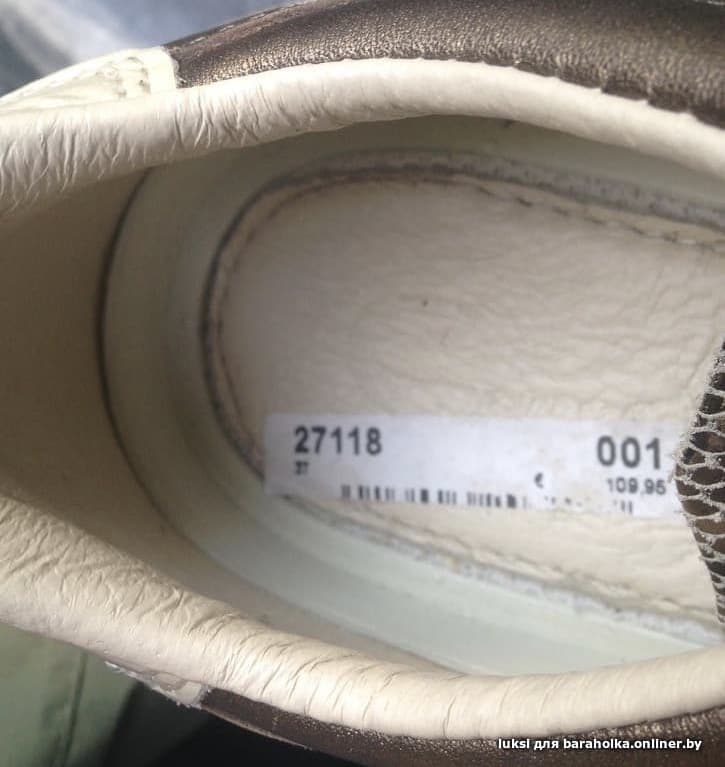 27118 001
37 € 109,95
luksi для baraholka.onliner.by